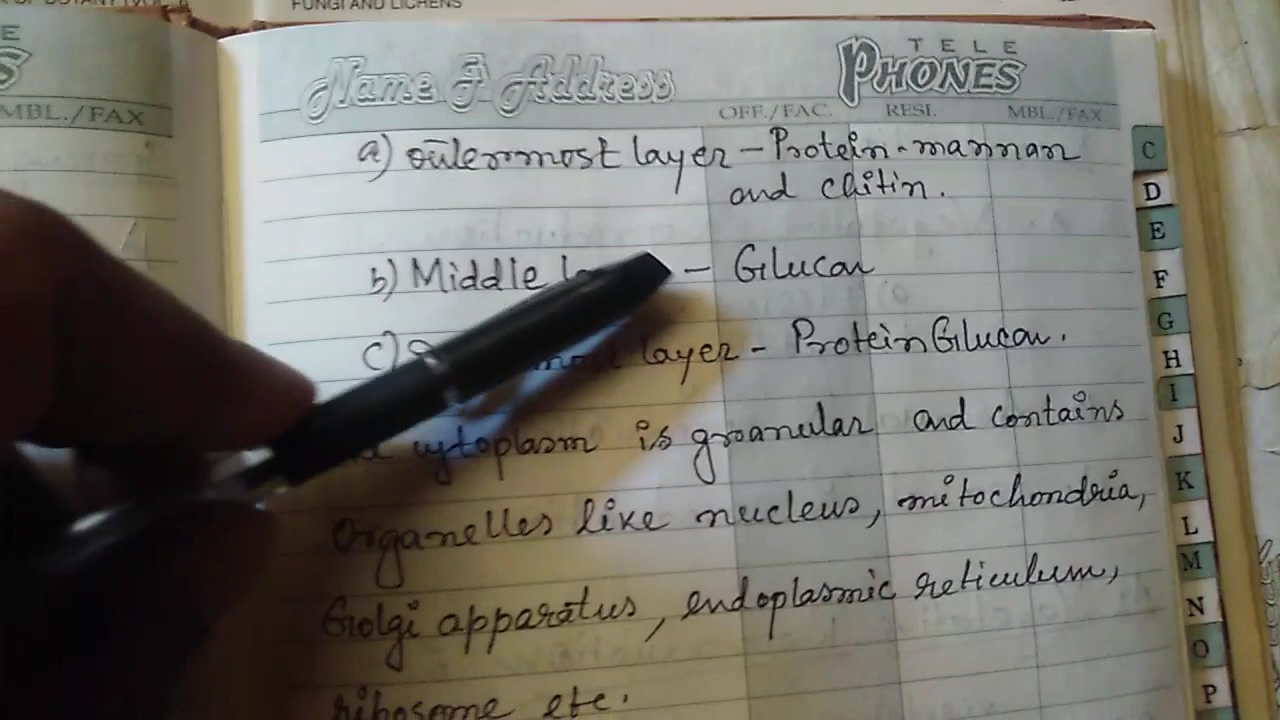 FUNGI AND LICHENS
E
S
MBL./FAX
Name & Address
TELE
PHONES
OFF./FAC. RESI. MBL./FAX
a) outermost layer - Protein-mannan
and chitin.
b) Middle - Glucan
c) layer - Protein Glucan.
cytoplasm is granular and contains
organelles like nucleus, mitochondria,
Golgi apparatus, endoplasmic reticulum,
ribosome etc.
C
D
E
F
G
H
I
J
K
L
M
N
O
P